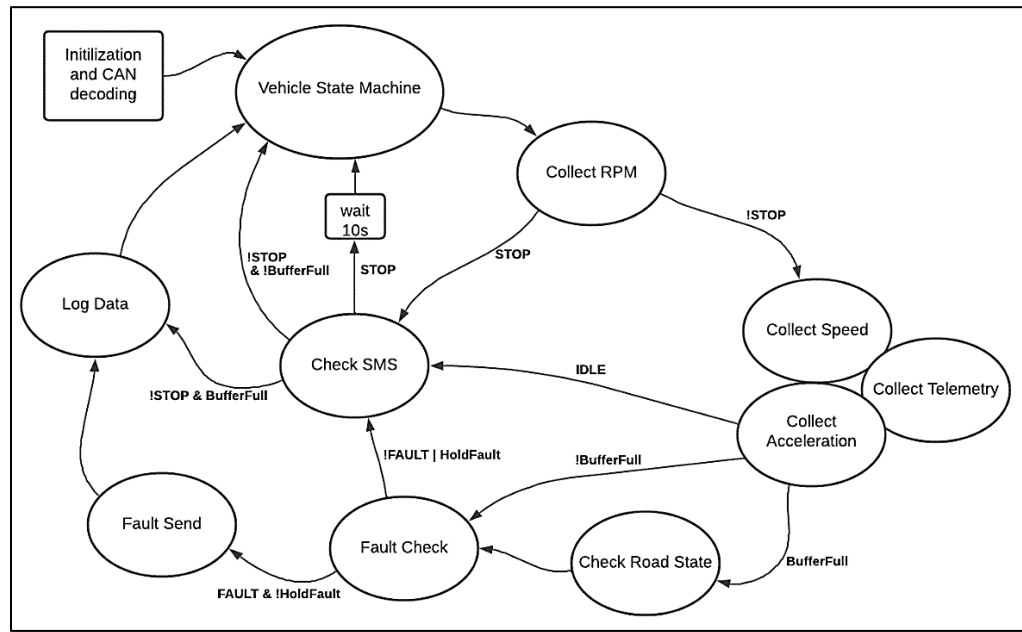 Initilization
and CAN
decoding
Vehicle State Machine
Collect RPM
!STOP
wait
10s
STOP
!STOP
& !BufferFull
STOP
Log Data
Collect Speed
Check SMS
IDLE
Collect Telemetry
!STOP & BufferFull
Collect
Acceleration
!FAULT | HoldFault
!BufferFull
Fault Send
Fault Check
Check Road State
BufferFull
FAULT & !HoldFault